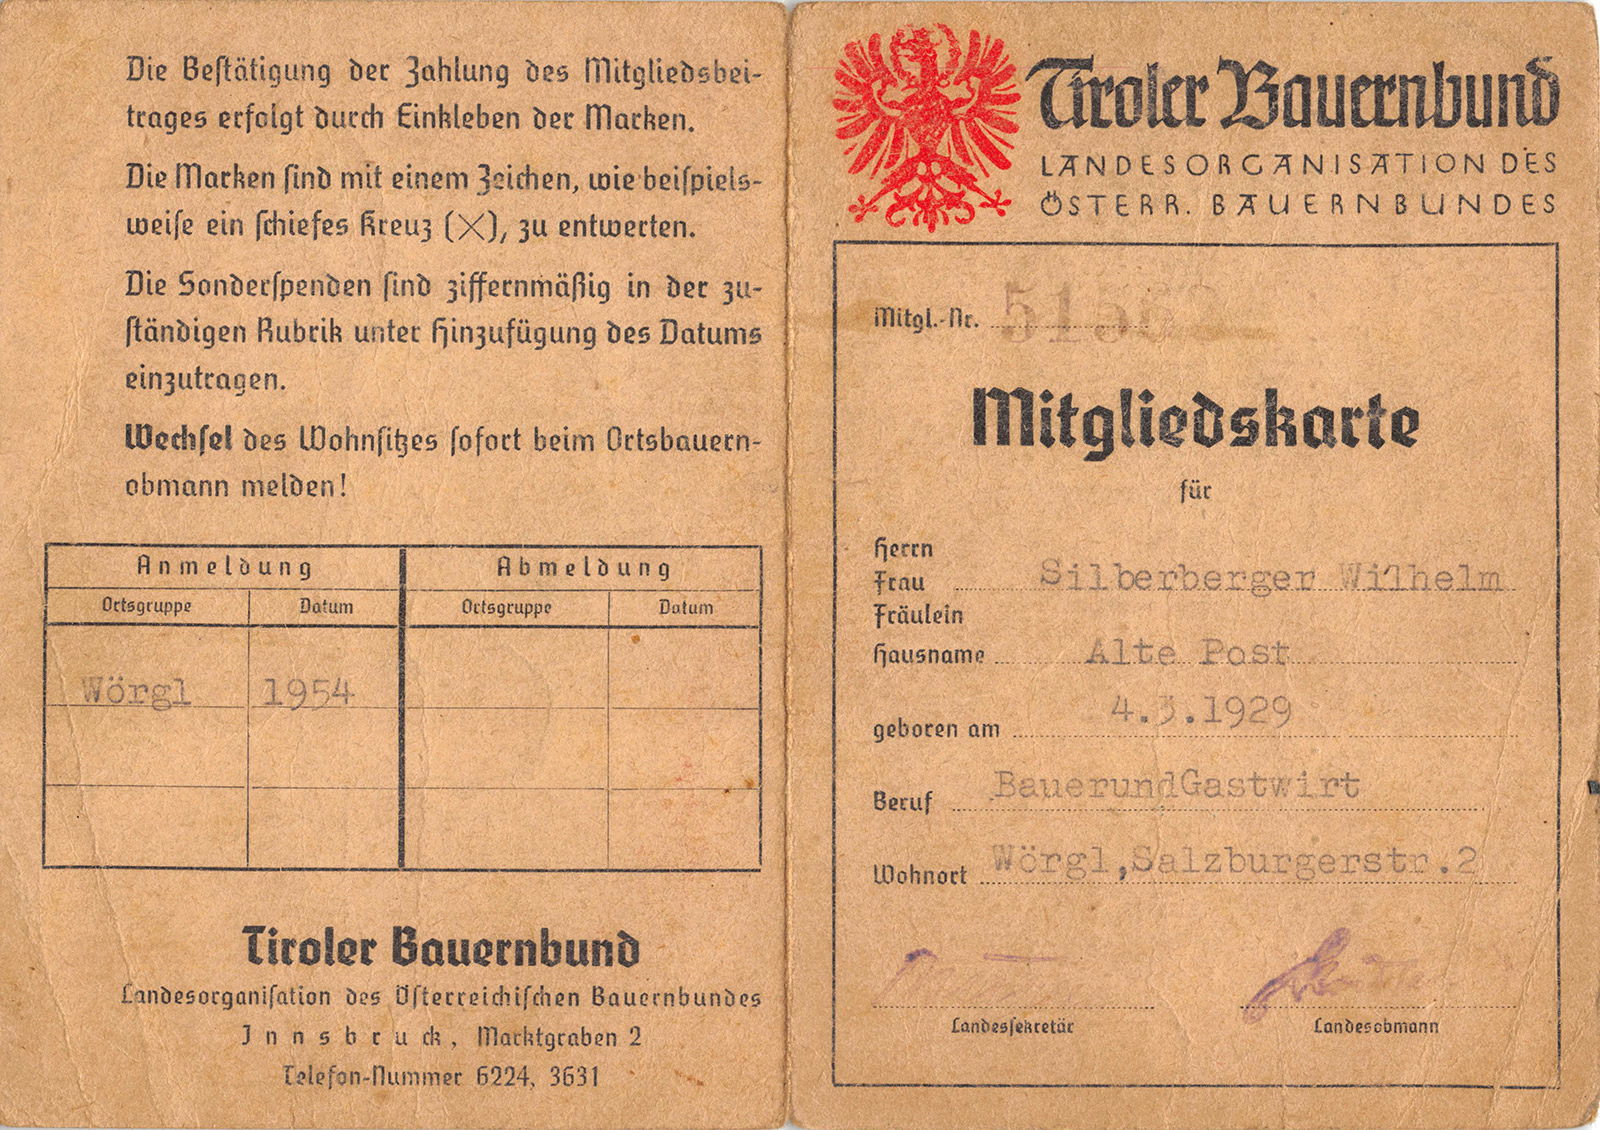 Die Bestätigung der Zahlung des Mitgliedsbei-
trages erfolgt durch Einkleben der Marken.
Die Marken sind mit einem Zeichen, wie beispiels-
weise ein schiefes Kreuz (X), zu entwerten.
Die Sonderspenden sind ziffernmäßig in der zu-
ständigen Rubrik unter Hinzufügung des Datums
einzutragen.
Wechsel des Wohnsitzes sofort beim Ortsbauern-
obmann melden!
Anmeldung Abmeldung
Ortsgruppe Datum Ortsgruppe Datum
Wörgl 1954
Tiroler Bauernbund
Landesorganisation des Österreichischen Bauernbundes
Innsbruck, Marktgraben 2
Telefon-Nummer 6224, 3631
Tiroler Bauernbund
LANDESORGANISATION DES
ÖSTERR. BAUERNBUNDES
Mitgl.-Nr.
Mitgliedskarte
für
Herrn
Frau Silberberger Wilhelm
Fräulein
Hausname Alte Post
geboren am 4.3.1929
Beruf BauerundGastwirt
Wohnort Wörgl,Salzburgerstr.2
Landessekretär Landesobmann